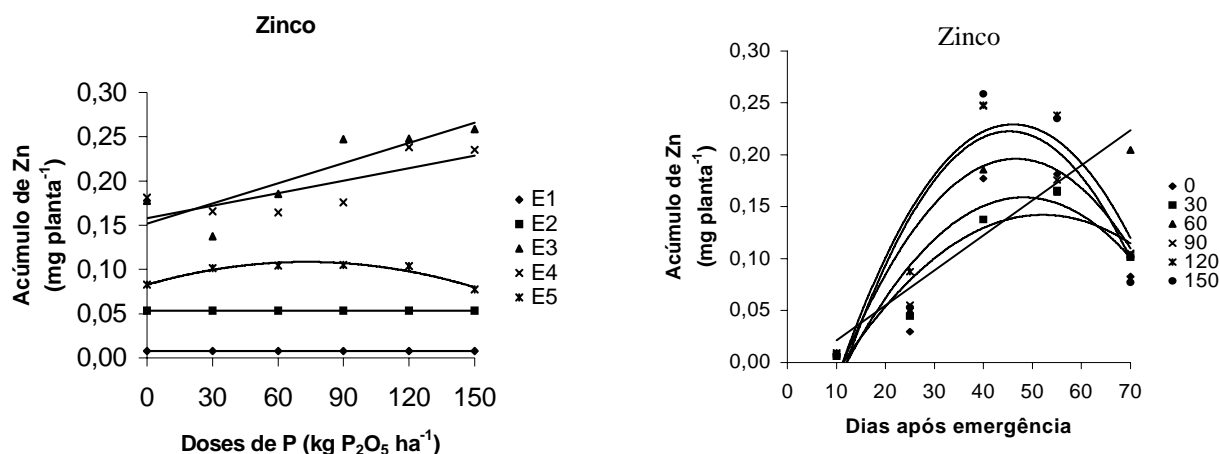 Zinco
Acúmulo de Zn
(mg planta⁻¹)
0,30
0,25
0,20
0,15
0,10
0,05
0,00
0 30 60 90 120 150
Doses de P (kg P₂O₅ ha⁻¹)
E1
E2
E3
E4
E5
Zinco
Acúmulo de Zn
(mg planta⁻¹)
0,30
0,25
0,20
0,15
0,10
0,05
0,00
0 10 20 30 40 50 60 70
Dias após emergência
0
30
60
90
120
150